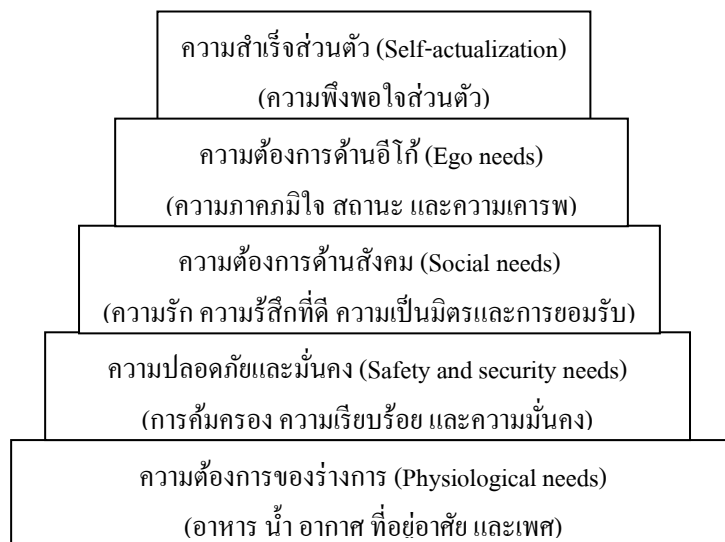 ความสำเร็จส่วนตัว (Self-actualization)
(ความพึงพอใจส่วนตัว)
ความต้องการด้านอีโก้ (Ego needs)
(ความภาคภมิใจ สถานะ และความเคารพ)
ความต้องการด้านสังคม (Social needs)
(ความรัก ความรู้สึกที่ดี ความเป็นมิตรและการยอมรับ)
ความปลอดภัยและมั่นคง (Safety and security needs)
(การค้มครอง ความเรียบร้อย และความมั่นคง)
ความต้องการของร่างการ (Physiological needs)
(อาหาร น้ำ อากาศ ที่อยู่อาศัย และเพศ)